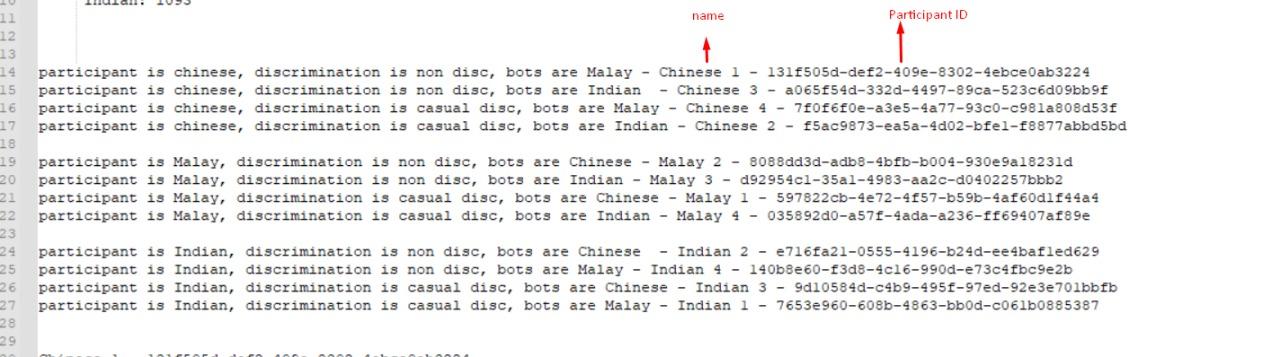 10 Indian: 1093
name Participant ID
11
12
13
14 participant is chinese, discrimination is non disc, bots are Malay - Chinese 1 - 131f505d-def2-409e-8302-4ebce0ab3224
15 participant is chinese, discrimination is non disc, bots are Indian  - Chinese 3 - a065f54d-332d-4497-89ca-523c6d09bb9f
16 participant is chinese, discrimination is casual disc, bots are Malay - Chinese 4 - 7f0f6f0e-a3e5-4a77-93c0-c981a808d53f
17 participant is chinese, discrimination is casual disc, bots are Indian - Chinese 2 - f5ac9873-ea5a-4d02-bfe1-f8877abbd5bd
18
19 participant is Malay, discrimination is non disc, bots are Chinese - Malay 2 - 8088dd3d-adb8-4bfb-b004-930e9a18231d
20 participant is Malay, discrimination is non disc, bots are Indian - Malay 3 - d92954c1-35a1-4983-aa2c-d0402257bbb2
21 participant is Malay, discrimination is casual disc, bots are Chinese - Malay 1 - 597822cb-4e72-4f57-b59b-4af60d1f44a4
22 participant is Malay, discrimination is casual disc, bots are Indian - Malay 4 - 035892d0-a57f-4ada-a236-ff69407af89e
23
24 participant is Indian, discrimination is non disc, bots are Chinese  - Indian 2 - e716fa21-0555-4196-b24d-ee4baf1ed629
25 participant is Indian, discrimination is non disc, bots are Malay - Indian 4 - 140b8e60-f3d8-4c16-990d-e73c4fbc9e2b
26 participant is Indian, discrimination is casual disc, bots are Chinese - Indian 3 - 9d10584d-c4b9-495f-97ed-92e3e701bbfb
27 participant is Indian, discrimination is casual disc, bots are Malay - Indian 1 - 7653e960-608b-4863-bb0d-c061b0885387
28
29